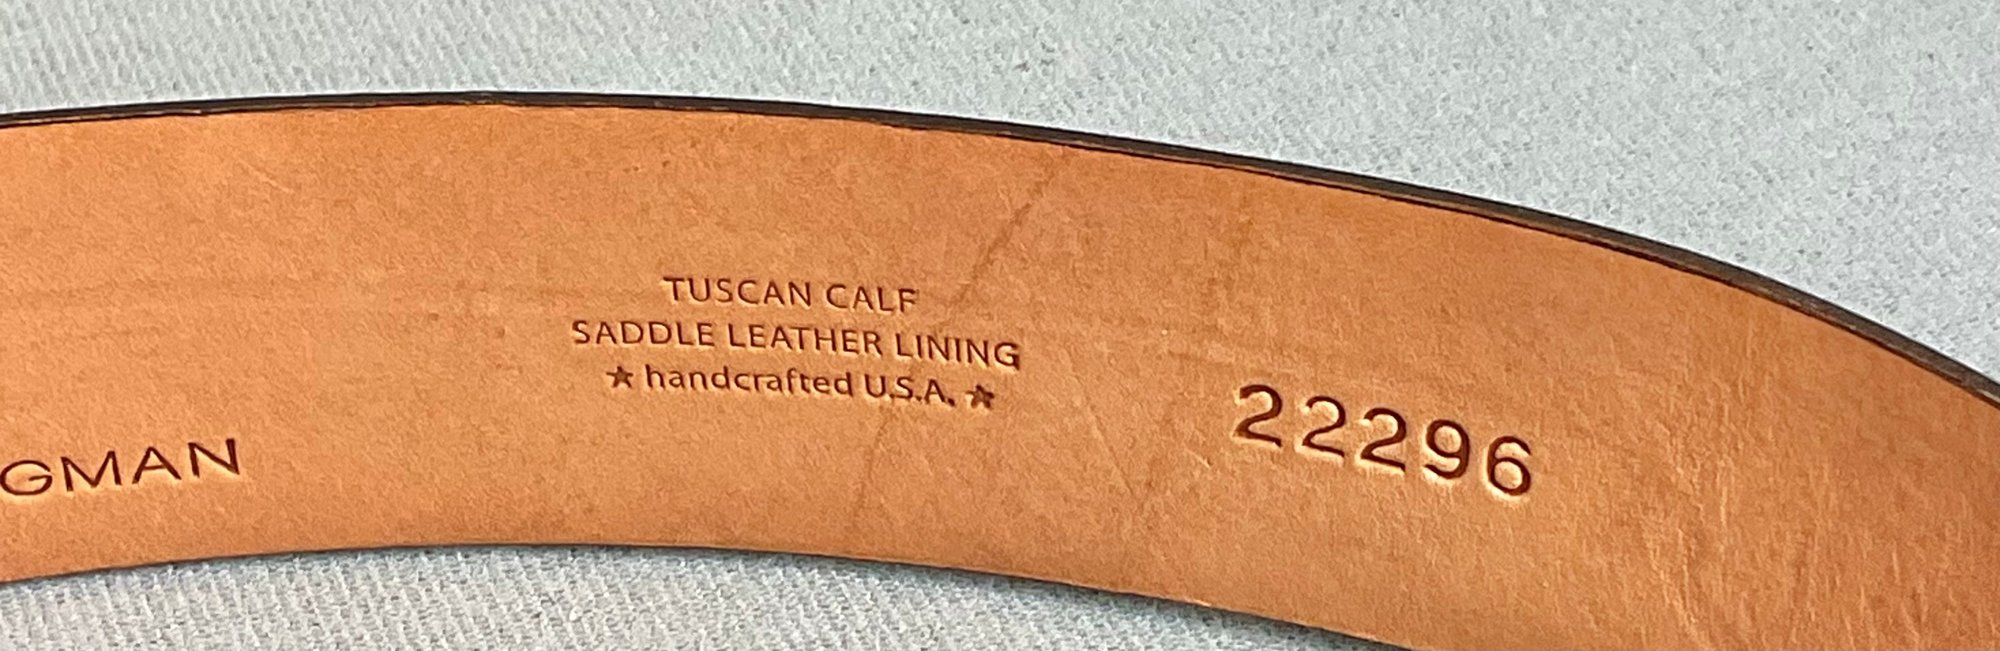 TUSCAN CALF
SADDLE LEATHER LINING
★ handcrafted U.S.A. ★
22296
GMAN